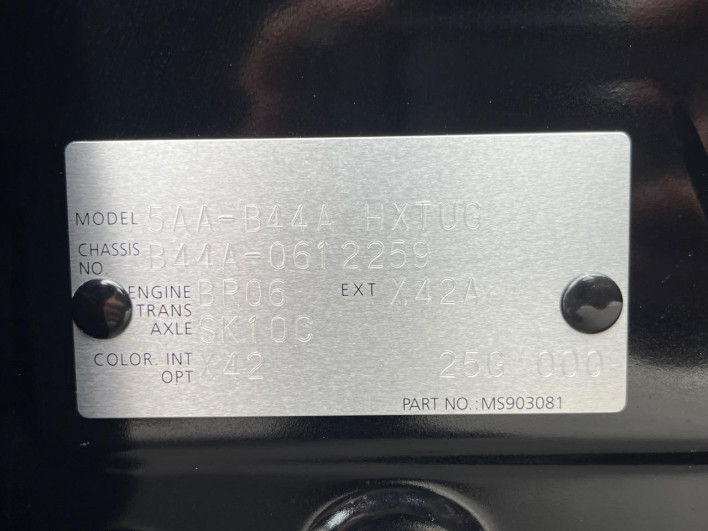 MODEL 5AA-B44A HXTUG
CHASSIS NO. B44A-0612259
ENGINE BR06 EXT X42A
TRANS AXLE SK10C
COLOR. INT X42 25G 000
OPT
PART NO.:MS903081